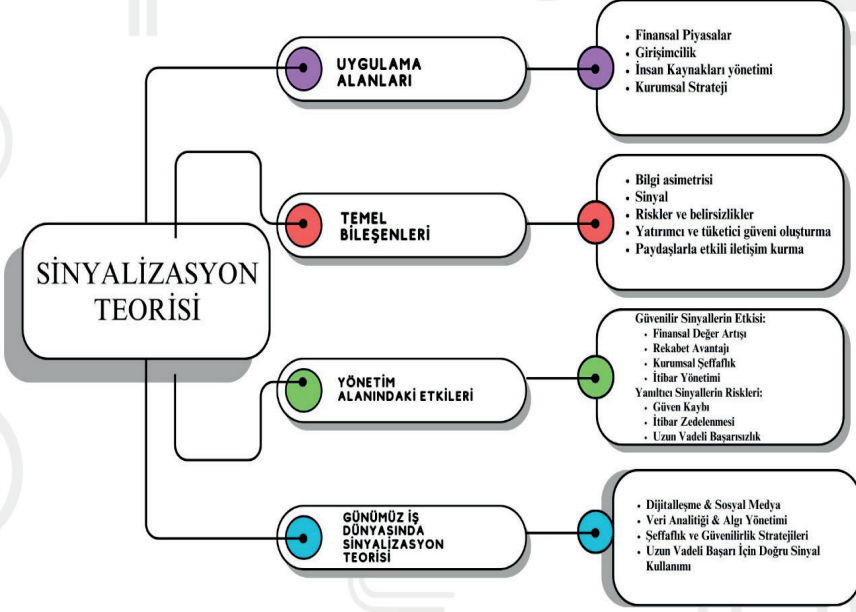 SİNYALİZASYON
TEORİSİ
UYGULAMA
ALANLARI
• Finansal Piyasalar
• Girişimcilik
• İnsan Kaynakları yönetimi
• Kurumsal Strateji
TEMEL
BİLEŞENLERİ
• Bilgi asimetrisi
• Sinyal
• Riskler ve belirsizlikler
• Yatırımcı ve tüketici güveni oluşturma
• Paydaşlarla etkili iletişim kurma
YÖNETİM
ALANINDAKİ ETKİLERİ
Güvenilir Sinyallerin Etkisi:
• Finansal Değer Artışı
• Rekabet Avantajı
• Kurumsal Şeffaflık
• İtibar Yönetimi
Yanıltıcı Sinyallerin Riskleri:
• Güven Kaybı
• İtibar Zedelenmesi
• Uzun Vadeli Başarısızlık
GÜNÜMÜZ İŞ
DÜNYASINDA
SİNYALİZASYON
TEORİSİ
• Dijitalleşme & Sosyal Medya
• Veri Analitiği & Algı Yönetimi
• Şeffaflık ve Güvenilirlik Stratejileri
• Uzun Vadeli Başarı İçin Doğru Sinyal
Kullanımı